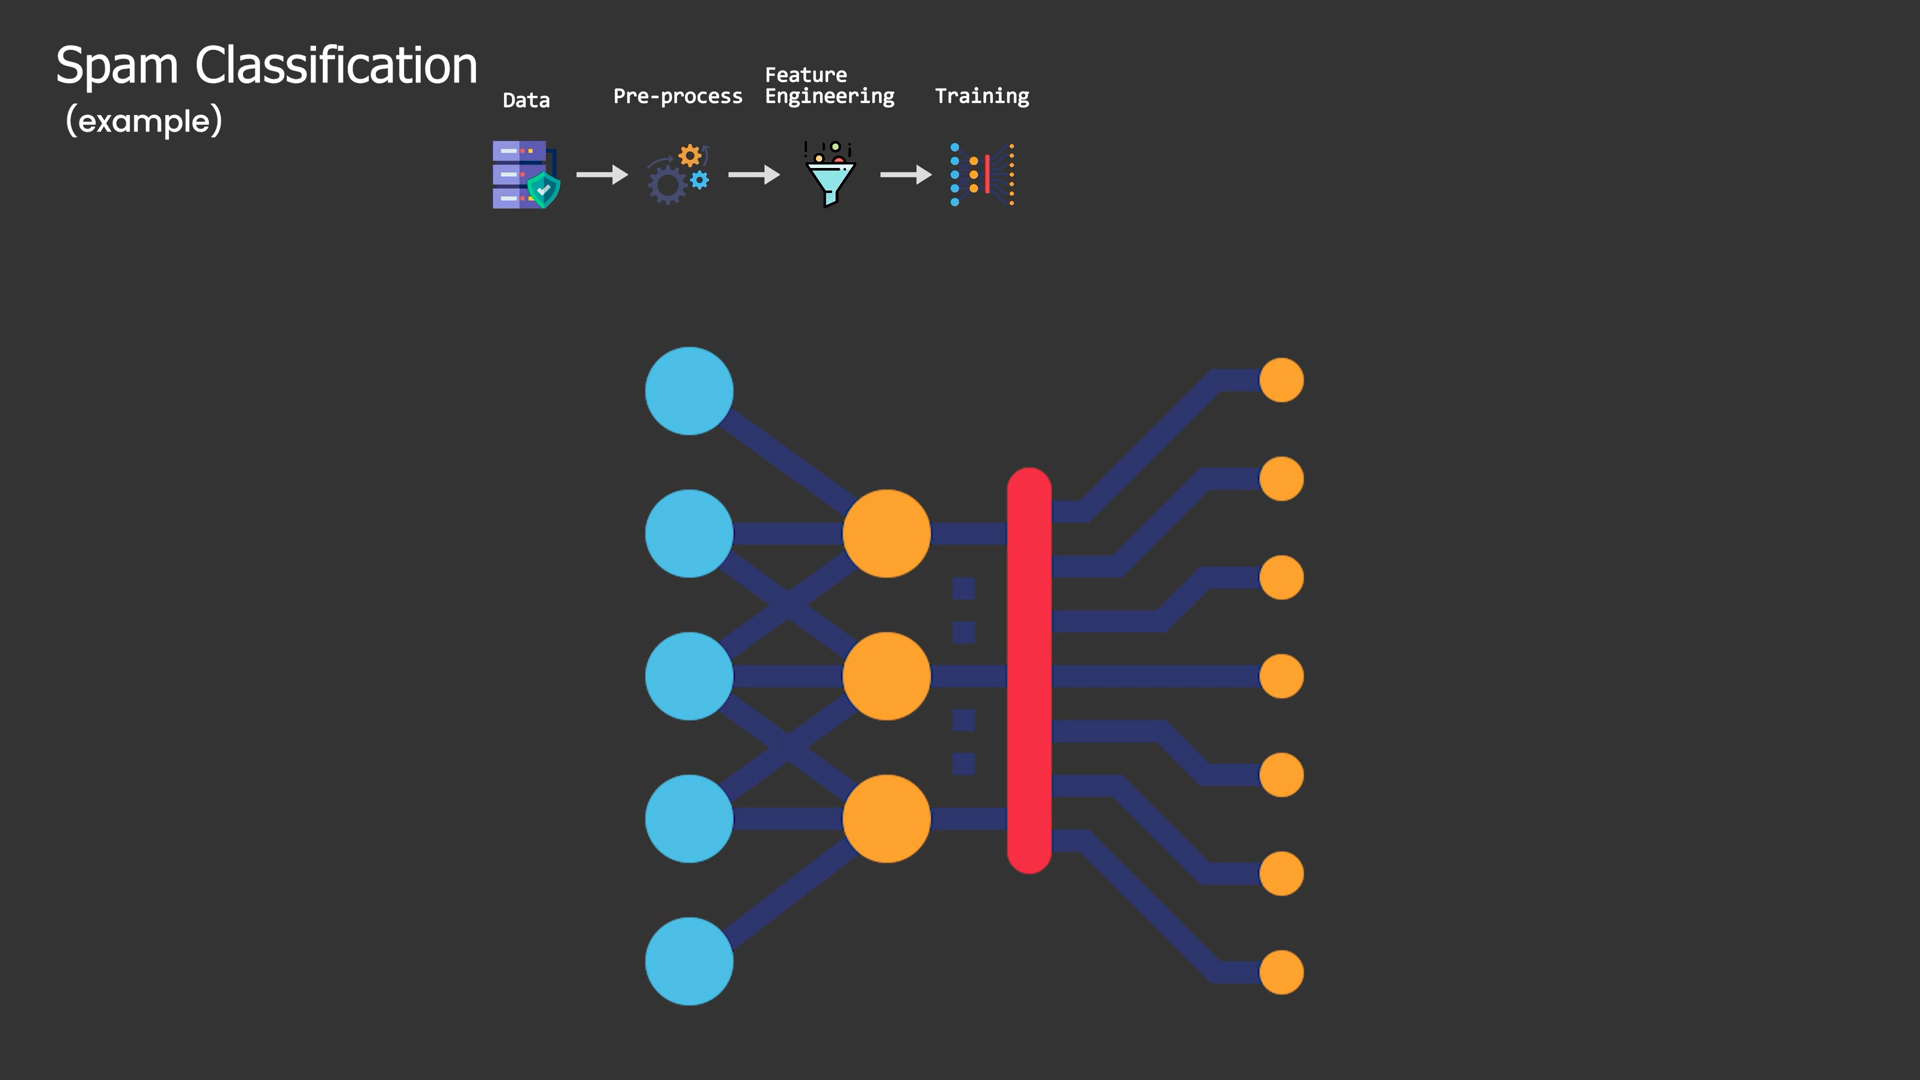 Spam Classification
(example)
Data
Pre-process
Feature
Engineering
Training